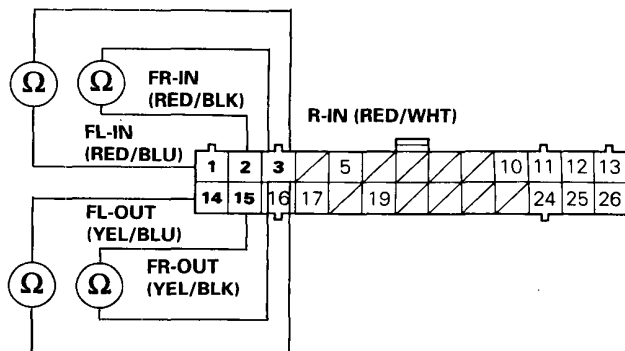 Ω
Ω
FR-IN
(RED/BLK)
R-IN (RED/WHT)
FL-IN
(RED/BLU)
1 2 3 5 10 11 12 13
14 15 16 17 19 24 25 26
FL-OUT
(YEL/BLU)
FR-OUT
(YEL/BLK)
Ω
Ω